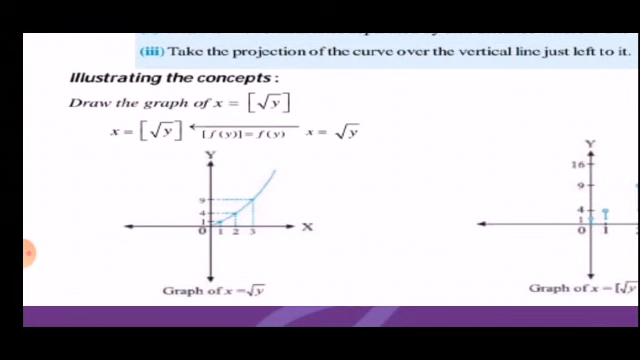 (iii) Take the projection of the curve over the vertical line just left to it.
Illustrating the concepts :
Draw the graph of x = [√y]
x = [√y] ← [f(y)] = f(y) x = √y
Y
9
4
1
0 1 2 3 X
Graph of x = √y
Y
16
9
4
1
0 1
Graph of x = [√y